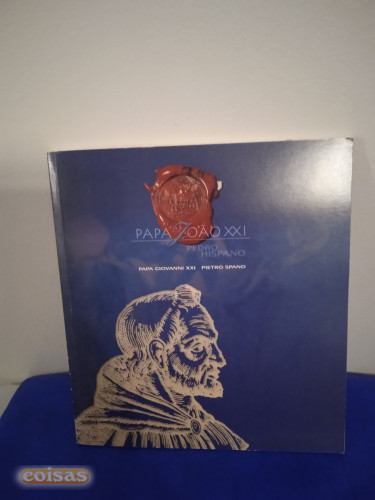 PAPA JOÃO XXI
PEDRO
HISPANO
PAPA GIOVANNI XXI PIETRO SPANO
coisas